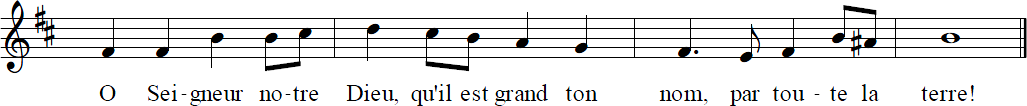 O Sei-gneur no-tre Dieu, qu'il est grand ton nom, par tou-te la terre!